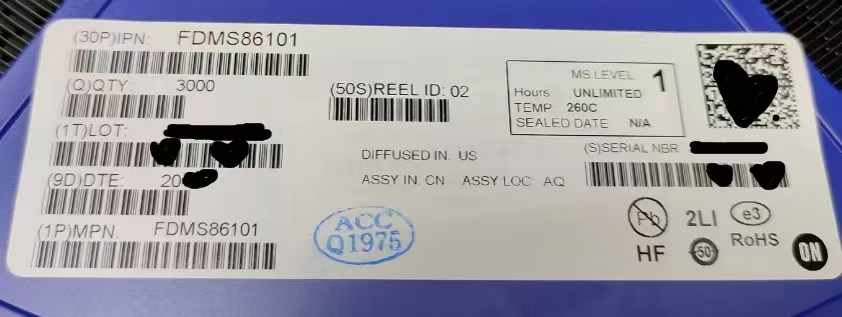 (30P)IPN: FDMS86101
(Q)QTY: 3000
(1T)LOT:
(9D)DTE: 20
(1P)MPN. FDMS86101
(50S)REEL ID: 02
DIFFUSED IN. US
ASSY IN. CN ASSY LOC AQ
ACC
Q1975
MS LEVEL 1
Hours UNLIMITED
TEMP 260C
SEALED DATE N/A
(S)SERIAL NBR
Pb 2LI e3
HF 50 RoHS ON